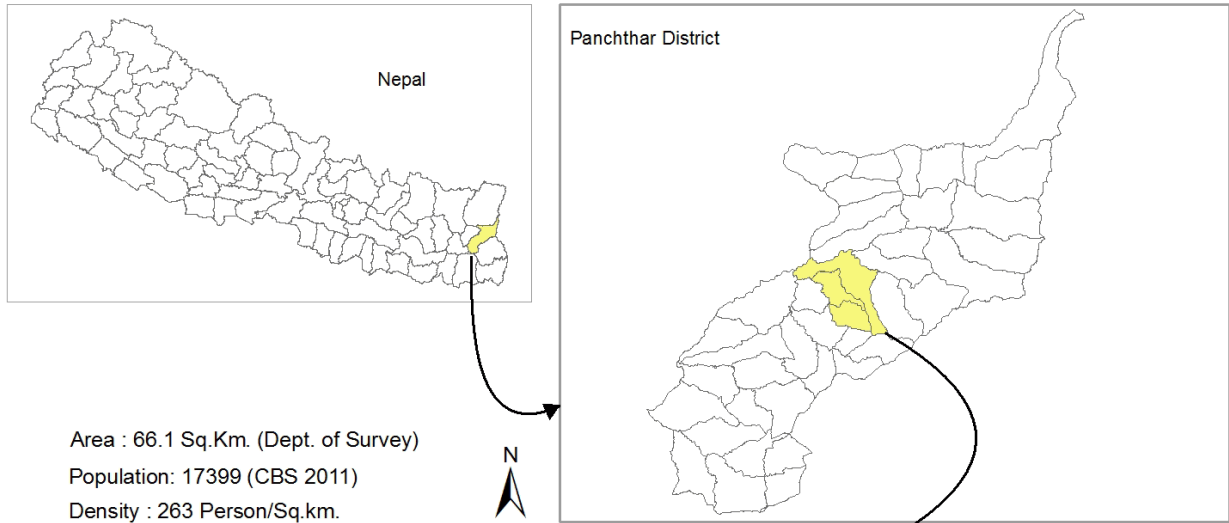 Nepal
Panchthar District
Area : 66.1 Sq.Km. (Dept. of Survey)
Population: 17399 (CBS 2011)
Density : 263 Person/Sq.km.
N